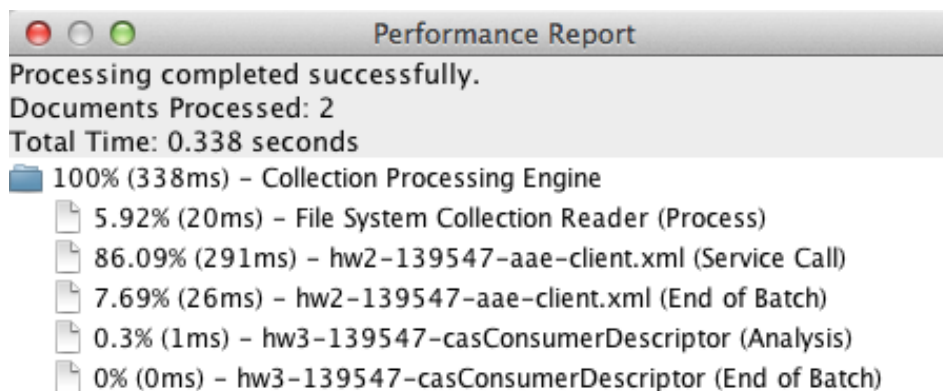 Performance Report
Processing completed successfully.
Documents Processed: 2
Total Time: 0.338 seconds
100% (338ms) – Collection Processing Engine
5.92% (20ms) – File System Collection Reader (Process)
86.09% (291ms) – hw2–139547–aae–client.xml (Service Call)
7.69% (26ms) – hw2–139547–aae–client.xml (End of Batch)
0.3% (1ms) – hw3–139547–casConsumerDescriptor (Analysis)
0% (0ms) – hw3–139547–casConsumerDescriptor (End of Batch)